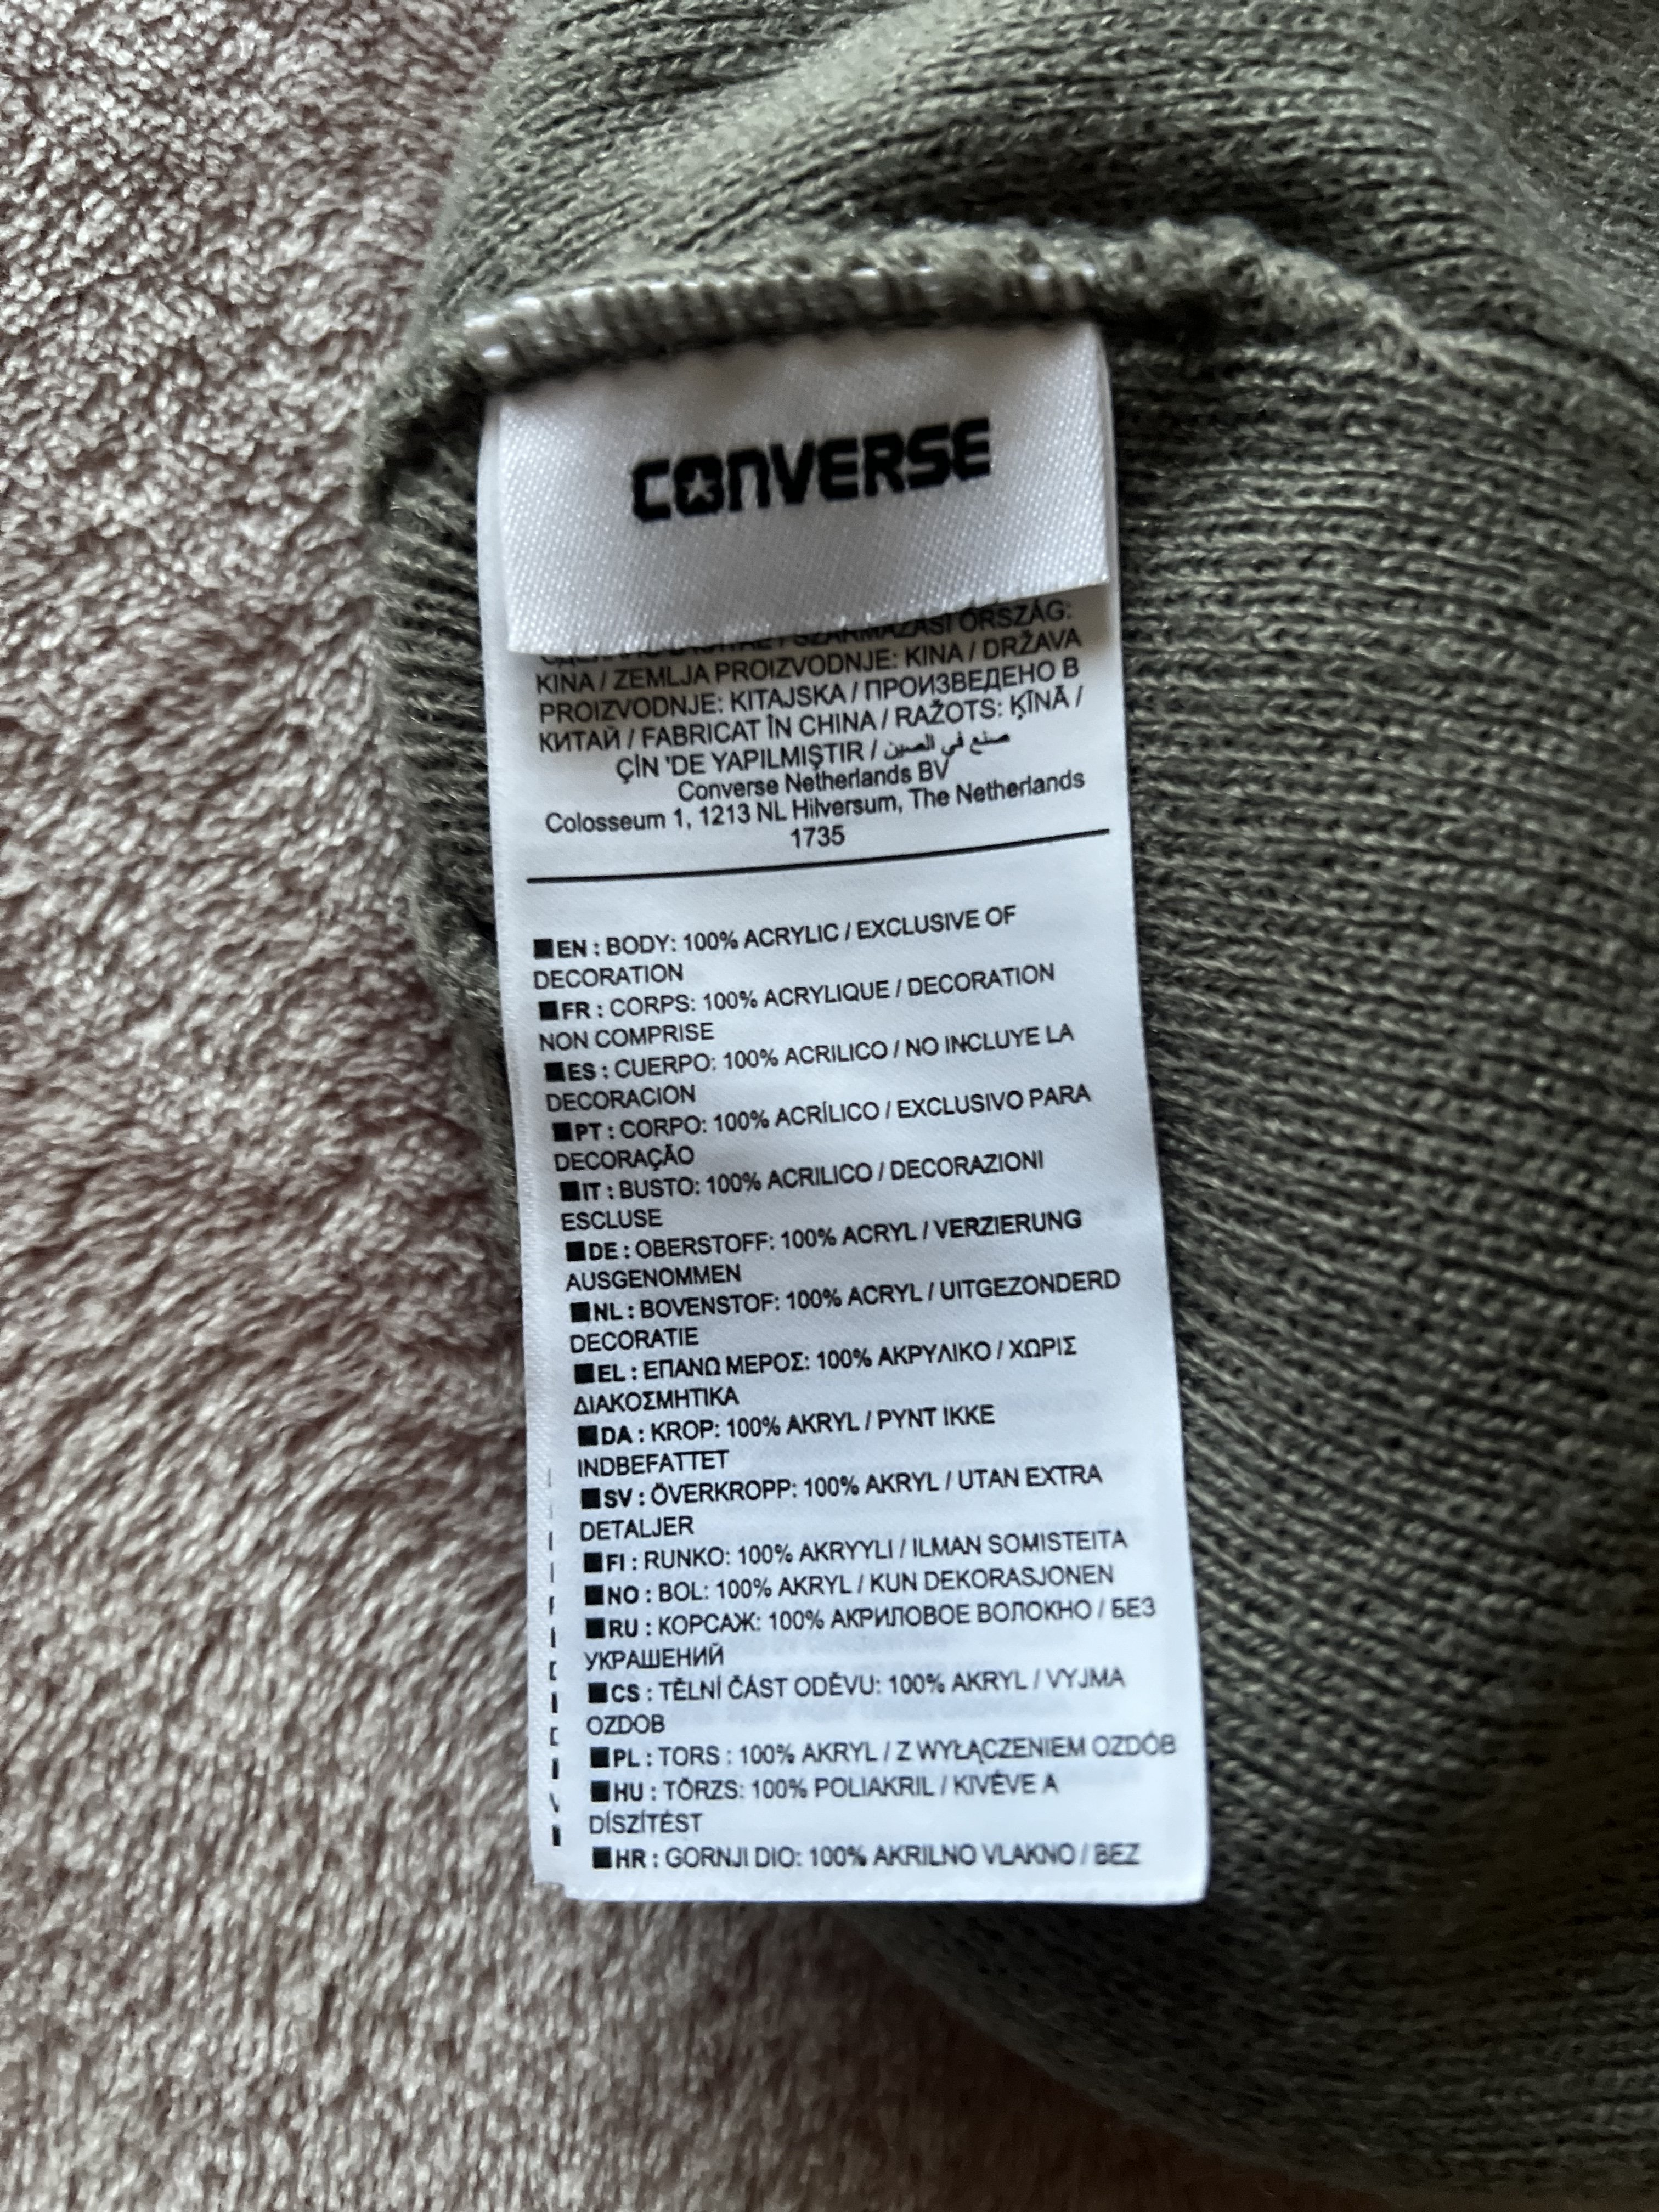 CONVERSE
SZÁRMAZÁSI ORSZÁG:
KINA / ZEMLJA PROIZVODNJE: KINA / DRŽAVA
PROIZVODNJE: KITAJSKA / ПРОИЗВЕДЕНО В
КИТАЙ / FABRICAT ÎN CHINA / RAŽOTS: ĶĪNĀ /
ÇİN 'DE YAPILMIŞTIR / صنع في الصين
Converse Netherlands BV
Colosseum 1, 1213 NL Hilversum, The Netherlands
1735
EN : BODY: 100% ACRYLIC / EXCLUSIVE OF
DECORATION
FR : CORPS: 100% ACRYLIQUE / DECORATION
NON COMPRISE
ES : CUERPO: 100% ACRILICO / NO INCLUYE LA
DECORACION
PT : CORPO: 100% ACRÍLICO / EXCLUSIVO PARA
DECORAÇÃO
IT : BUSTO: 100% ACRILICO / DECORAZIONI
ESCLUSE
DE : OBERSTOFF: 100% ACRYL / VERZIERUNG
AUSGENOMMEN
NL : BOVENSTOF: 100% ACRYL / UITGEZONDERD
DECORATIE
EL : ΕΠΑΝΩ ΜΕΡΟΣ: 100% ΑΚΡΥΛΙΚΟ / ΧΩΡΙΣ
ΔΙΑΚΟΣΜΗΤΙΚΑ
DA : KROP: 100% AKRYL / PYNT IKKE
INDBEFATTET
SV : ÖVERKROPP: 100% AKRYL / UTAN EXTRA
DETALJER
FI : RUNKO: 100% AKRYYLI / ILMAN SOMISTEITA
NO : BOL: 100% AKRYL / KUN DEKORASJONEN
RU : КОРСАЖ: 100% АКРИЛОВОЕ ВОЛОКНО / БЕЗ
УКРАШЕНИЙ
CS : TĚLNÍ ČÁST ODĚVU: 100% AKRYL / VYJMA
OZDOB
PL : TORS : 100% AKRYL / Z WYŁĄCZENIEM OZDÓB
HU : TÖRZS: 100% POLIAKRIL / KIVÉVE A
DÍSZÍTÉST
HR : GORNJI DIO: 100% AKRILNO VLAKNO / BEZ